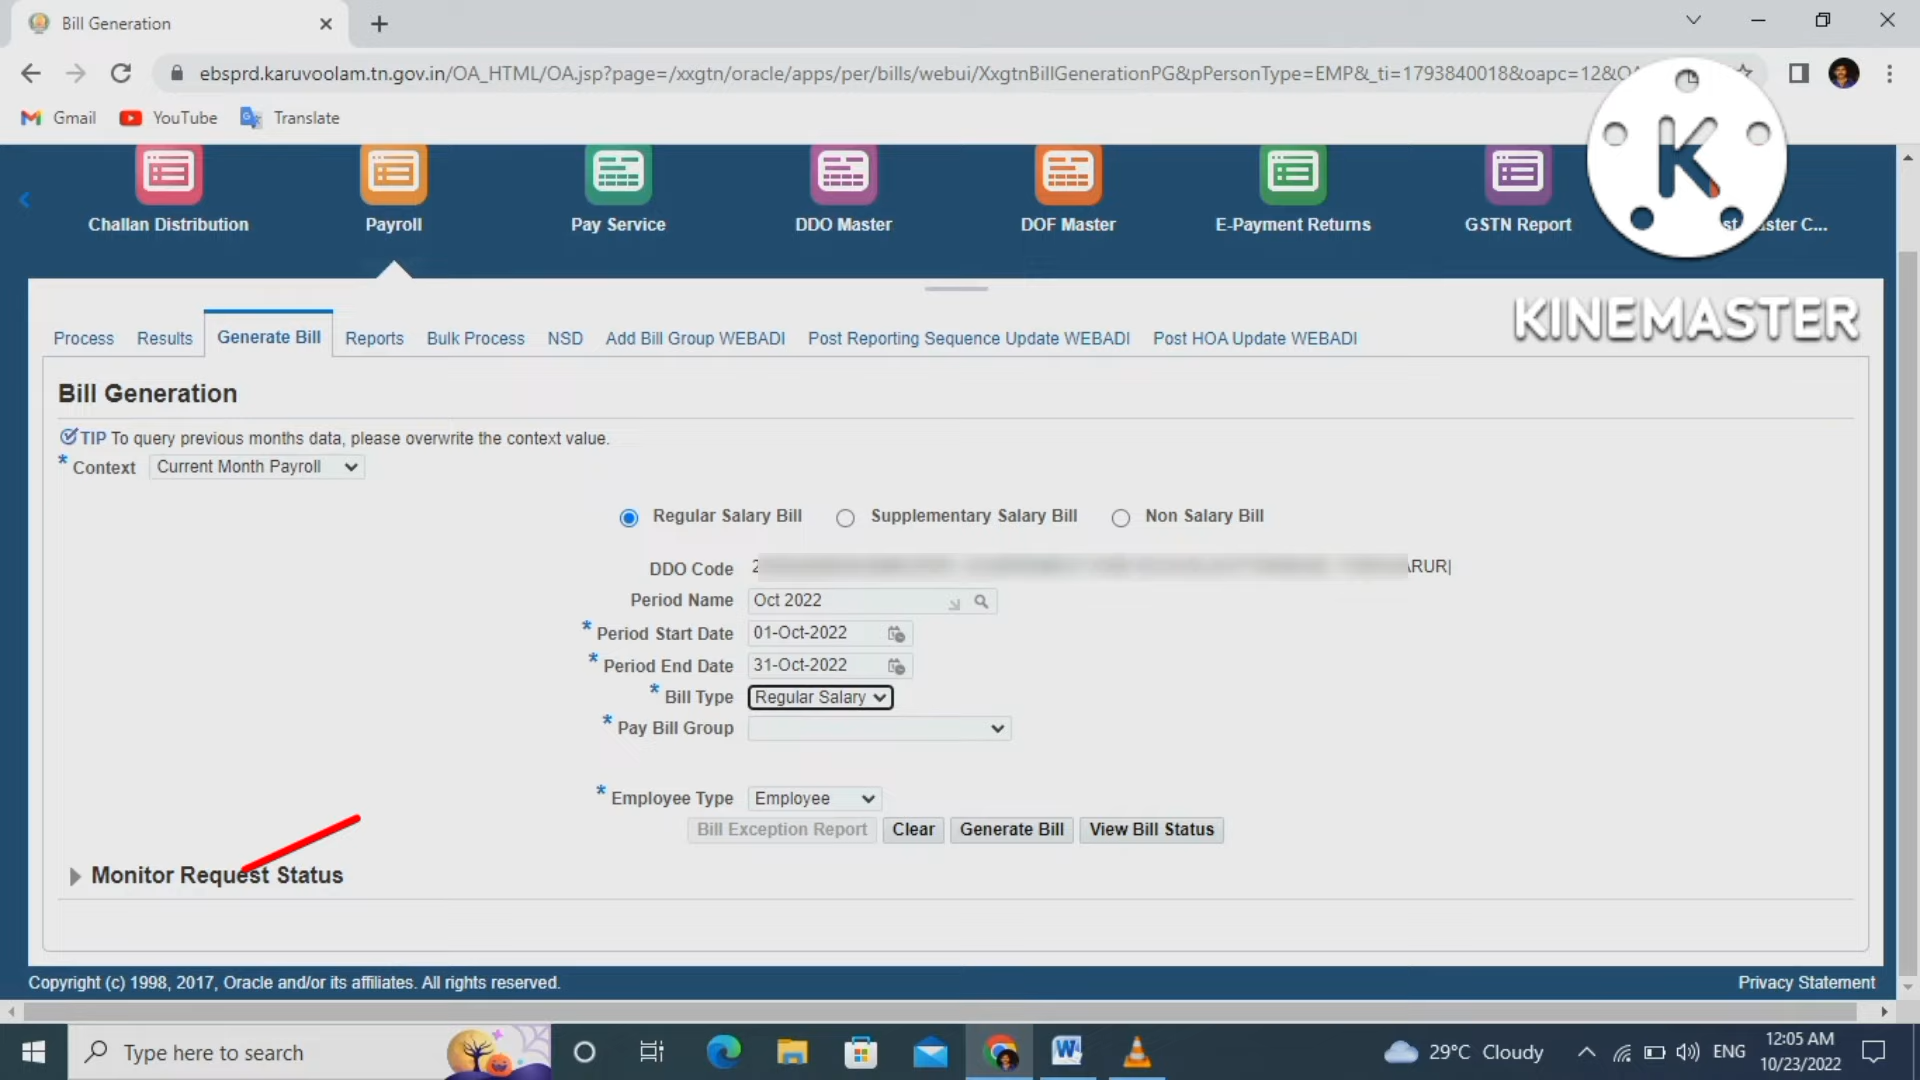 Bill Generation
ebsprd.karuvoolam.tn.gov.in/OA_HTML/OA.jsp?page=/xxgtn/oracle/apps/per/bills/webui/XxgtnBillGenerationPG&pPersonType=EMP&_ti=1793840018&oapc=12&
Gmail YouTube Translate
K
Challan Distribution Payroll Pay Service DDO Master DOF Master E-Payment Returns GSTN Report
KINEMASTER
Process Results Generate Bill Reports Bulk Process NSD Add Bill Group WEBADI Post Reporting Sequence Update WEBADI Post HOA Update WEBADI
Bill Generation
TIP To query previous months data, please overwrite the context value.
* Context Current Month Payroll
Regular Salary Bill Supplementary Salary Bill Non Salary Bill
DDO Code 2 ARUR|
Period Name Oct 2022
* Period Start Date 01-Oct-2022
* Period End Date 31-Oct-2022
* Bill Type Regular Salary
* Pay Bill Group
* Employee Type Employee
Bill Exception Report Clear Generate Bill View Bill Status
Monitor Request Status
Copyright (c) 1998, 2017, Oracle and/or its affiliates. All rights reserved. Privacy Statement
Type here to search 29°C Cloudy ENG 12:05 AM
10/23/2022